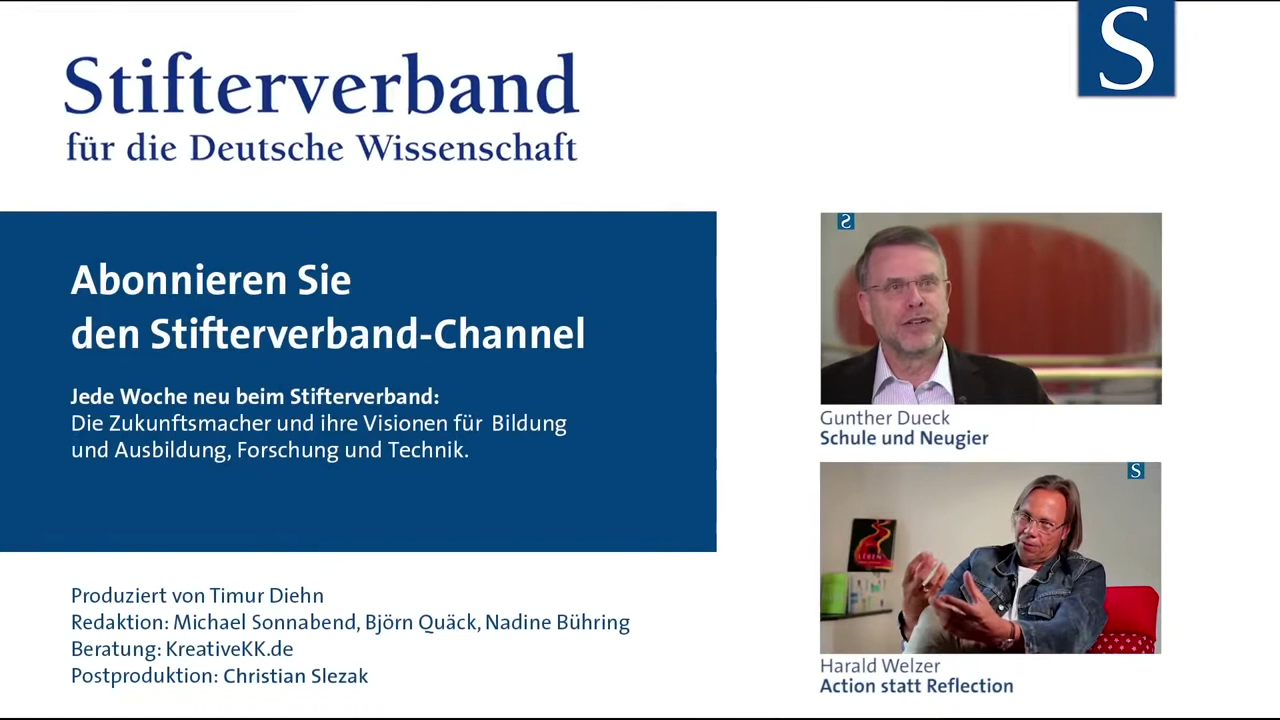 Stifterverband
für die Deutsche Wissenschaft
S
Abonnieren Sie
den Stifterverband-Channel
Jede Woche neu beim Stifterverband:
Die Zukunftsmacher und ihre Visionen für Bildung
und Ausbildung, Forschung und Technik.
Produziert von Timur Diehn
Redaktion: Michael Sonnabend, Björn Quäck, Nadine Bühring
Beratung: KreativeKK.de
Postproduktion: Christian Slezak
S
Gunther Dueck
Schule und Neugier
S
LEBEN
Harald Welzer
Action statt Reflection